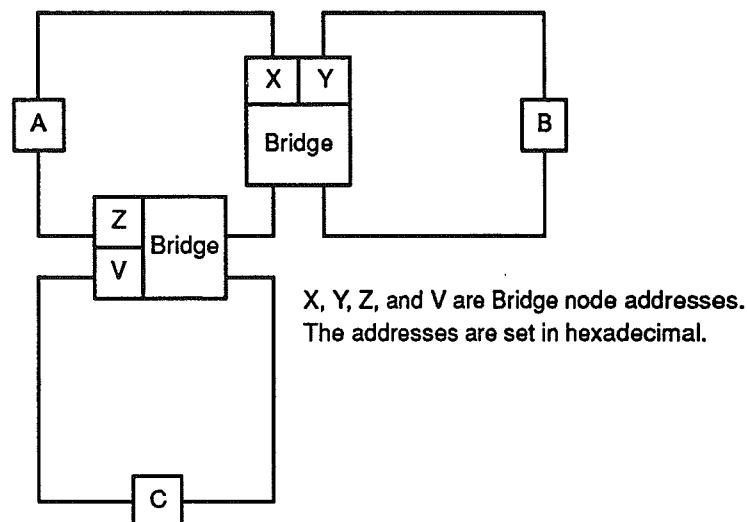 X Y
A
B
Bridge
Z
Bridge
V
X, Y, Z, and V are Bridge node addresses.
The addresses are set in hexadecimal.
C